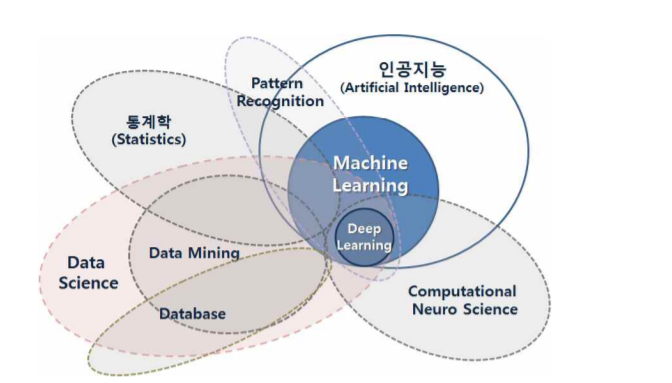 인공지능
(Artificial Intelligence)
Pattern
Recognition
통계학
(Statistics)
Machine
Learning
Deep
Learning
Data Mining
Data
Science
Database
Computational
Neuro Science